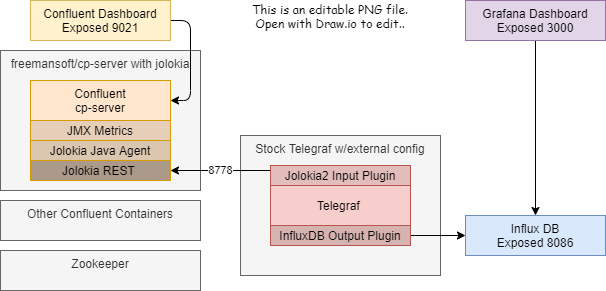 Confluent Dashboard
Exposed 9021
This is an editable PNG file.
Open with Draw.io to edit..
Grafana Dashboard
Exposed 3000
freemansoft/cp-server with jolokia
Confluent
cp-server
JMX Metrics
Jolokia Java Agent
Jolokia REST
8778
Stock Telegraf w/external config
Jolokia2 Input Plugin
Telegraf
InfluxDB Output Plugin
Other Confluent Containers
Influx DB
Exposed 8086
Zookeeper